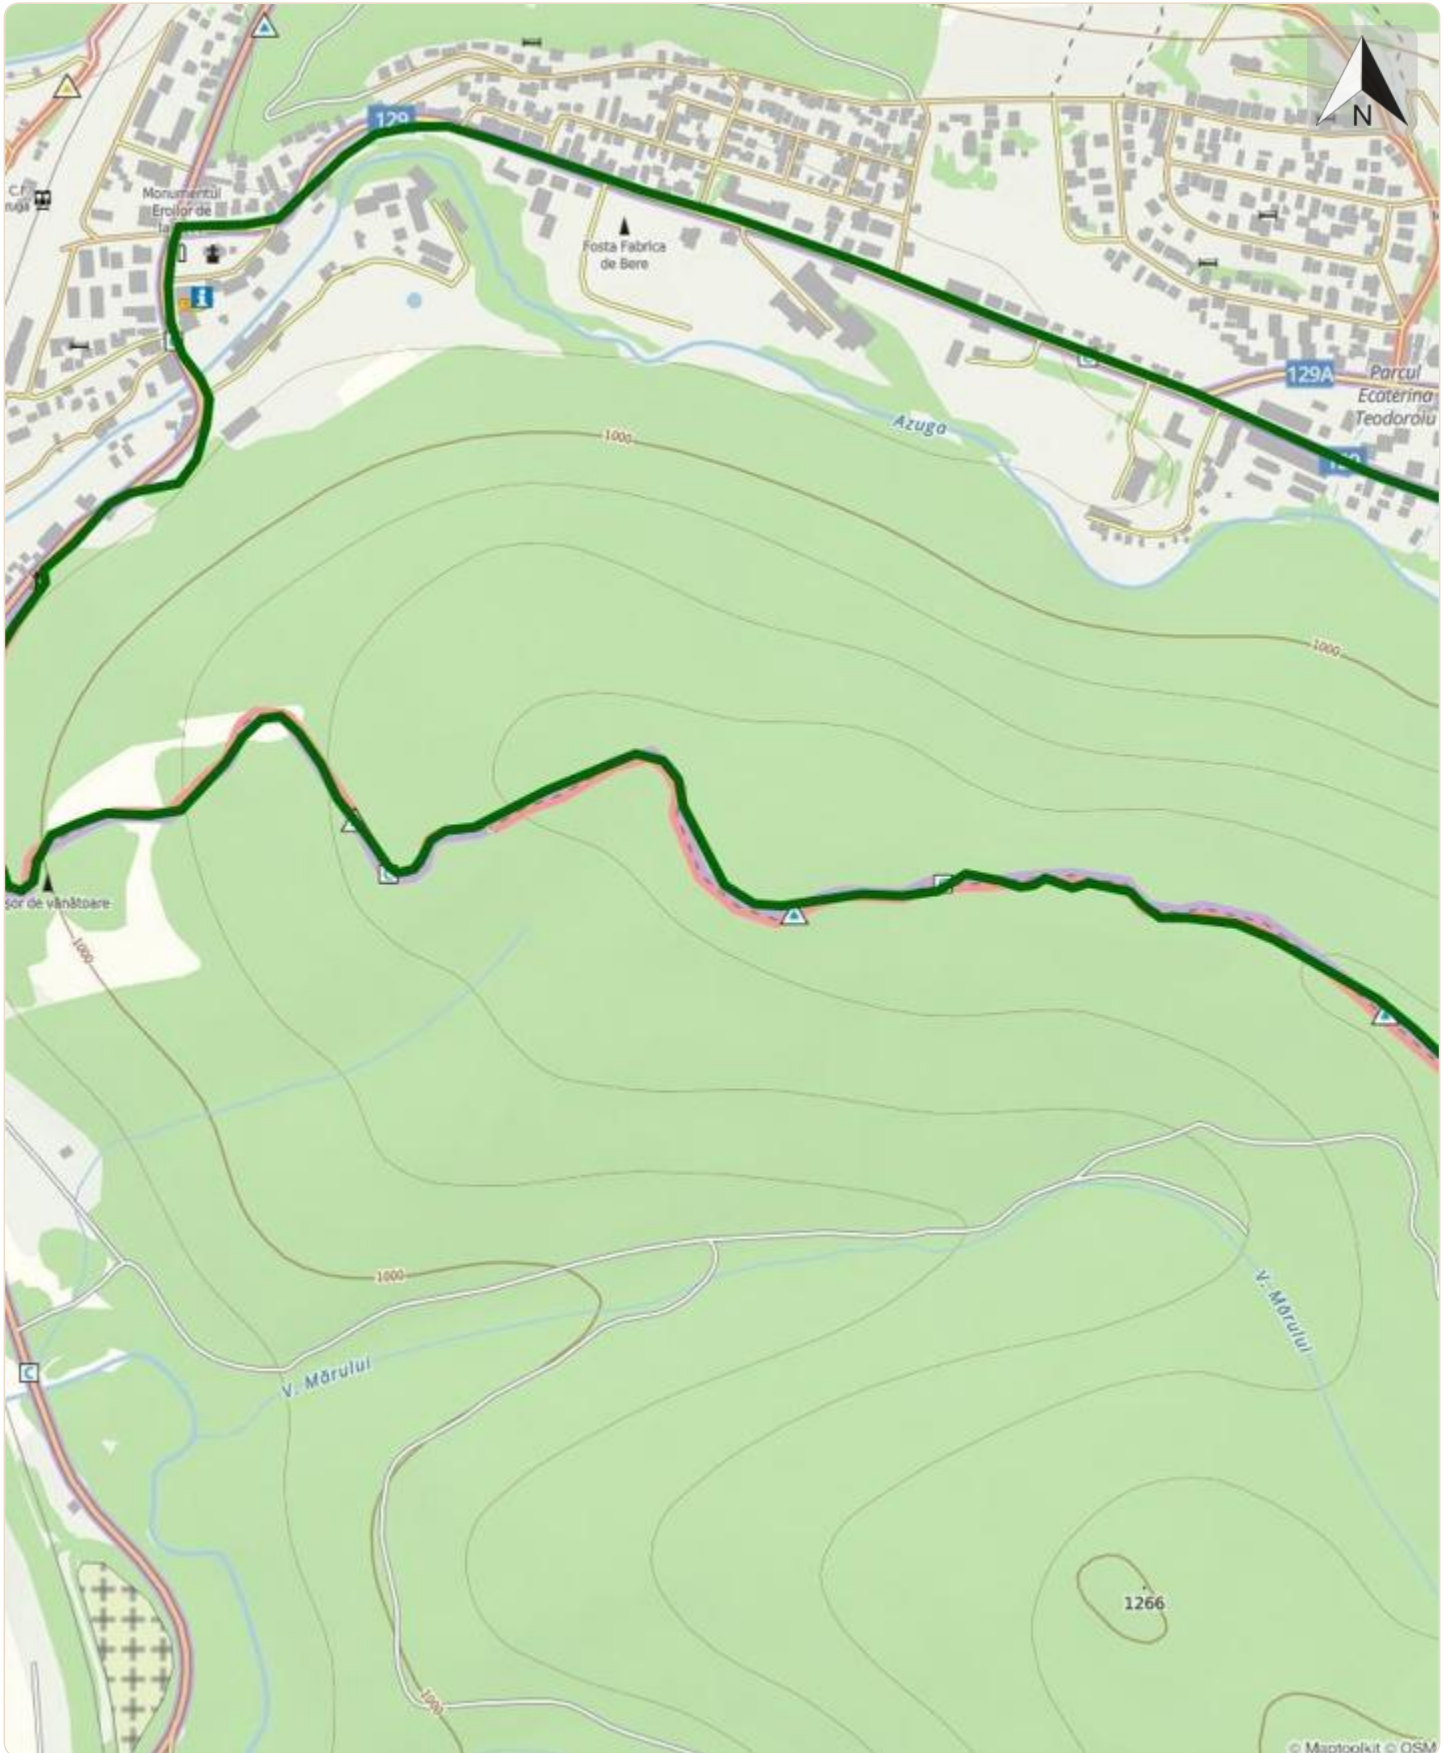 N
129
C.f.
Monumentul
Eroilor de
Fosta Fabrica
de Bere
129A
Parcul
Ecaterina
Teodoroiu
Azuga
1000
1000
de vânătoare
1000
1000
V. Mărului
V. Mărului
C
1266
1000
© Maptoolkit © OSM